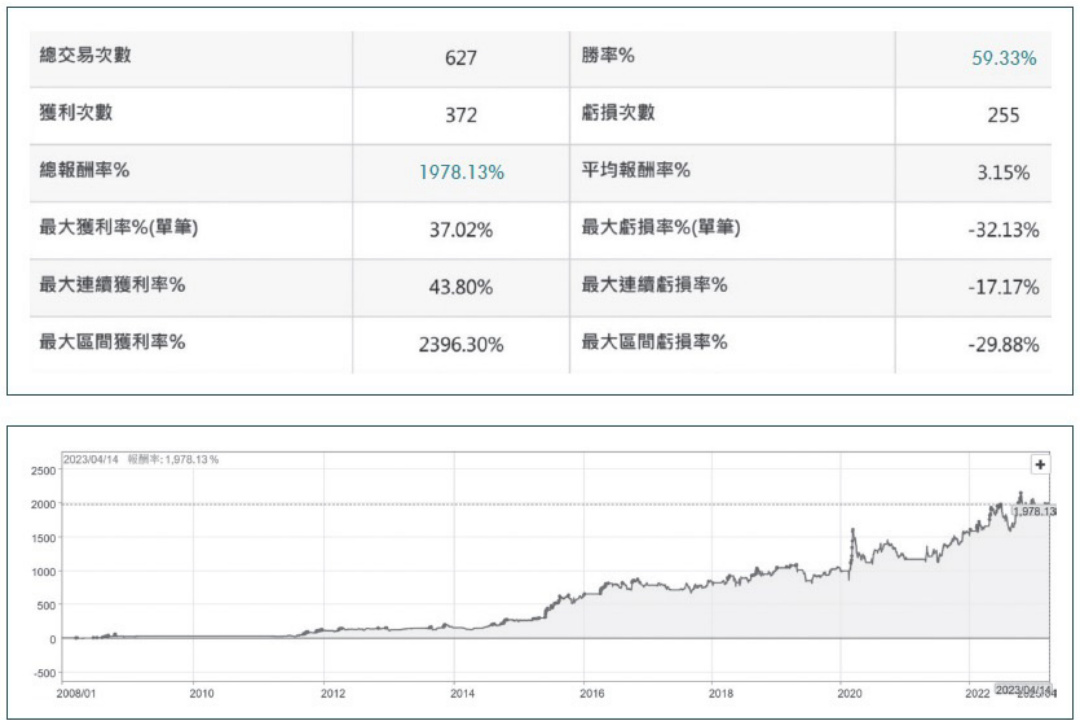 總交易次數 627 勝率% 59.33%
獲利次數 372 虧損次數 255
總報酬率% 1978.13% 平均報酬率% 3.15%
最大獲利率%(單筆) 37.02% 最大虧損率%(單筆) -32.13%
最大連續獲利率% 43.80% 最大連續虧損率% -17.17%
最大區間獲利率% 2396.30% 最大區間虧損率% -29.88%
2023/04/14 報酬率: 1,978.13%
+
2500
2000
1,978.13
1500
1000
500
0
-500
2008/01 2010 2012 2014 2016 2018 2020 2022 2023/04/14